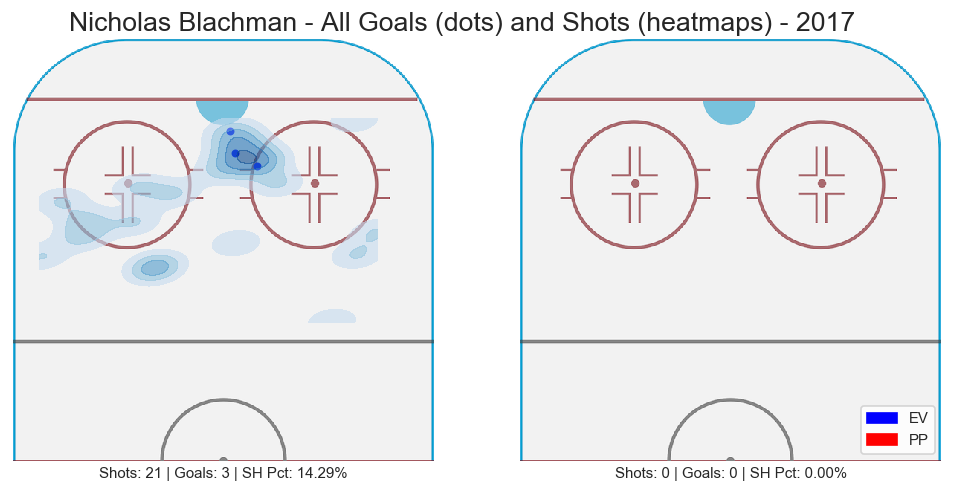 Nicholas Blachman - All Goals (dots) and Shots (heatmaps) - 2017
EV
PP
Shots: 21 | Goals: 3 | SH Pct: 14.29%
Shots: 0 | Goals: 0 | SH Pct: 0.00%